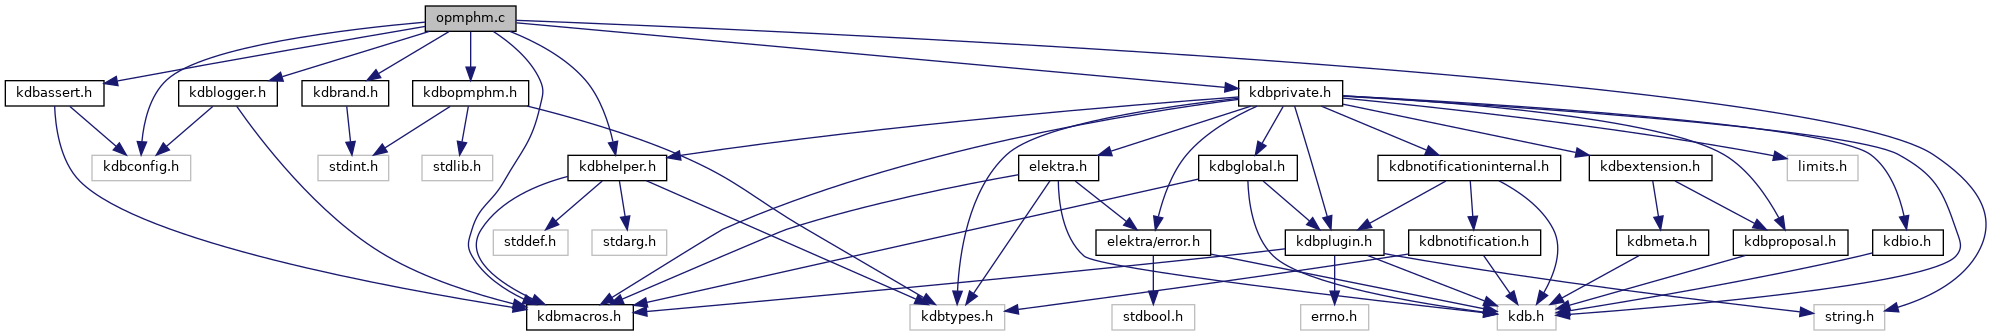 opmphm.c
kdbassert.h
kdblogger.h
kdbrand.h
kdbopmphm.h
kdbprivate.h
kdbconfig.h
stdint.h
stdlib.h
kdbhelper.h
elektra.h
kdbglobal.h
kdbnotificationinternal.h
kdbextension.h
limits.h
stddef.h
stdarg.h
elektra/error.h
kdbplugin.h
kdbnotification.h
kdbmeta.h
kdbproposal.h
kdbio.h
kdbmacros.h
kdbtypes.h
stdbool.h
errno.h
kdb.h
string.h